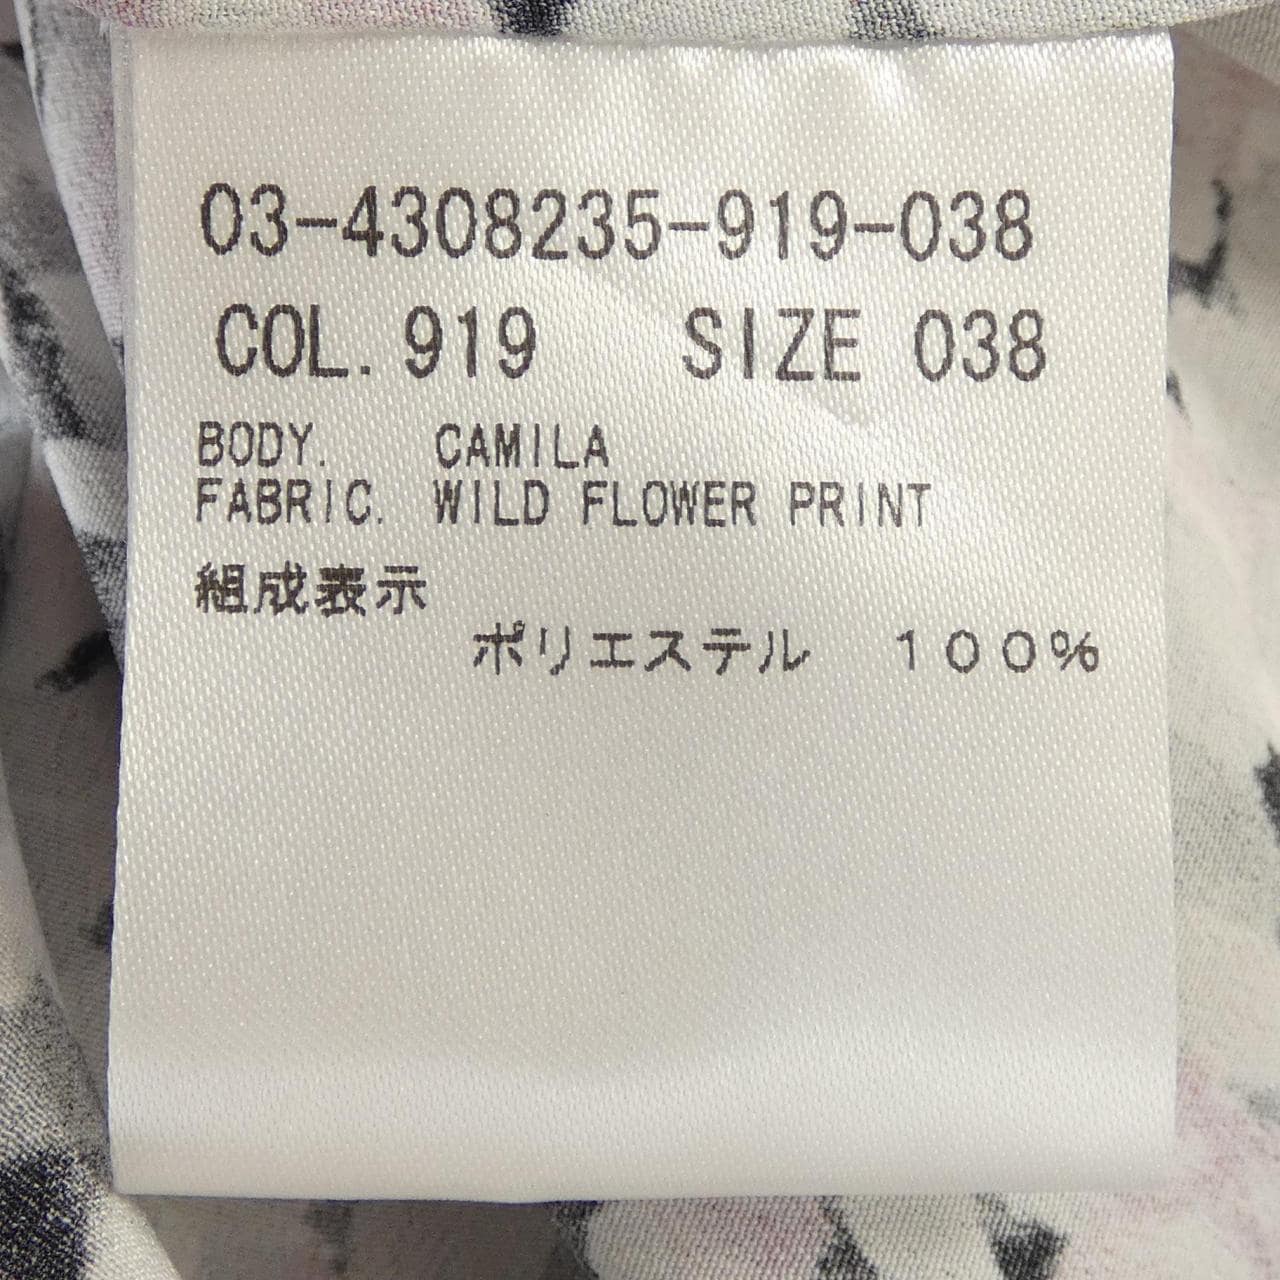 03-4308235-919-038
COL. 919 SIZE 038
BODY. CAMILA
FABRIC. WILD FLOWER PRINT
組成表示
ポリエステル １００％